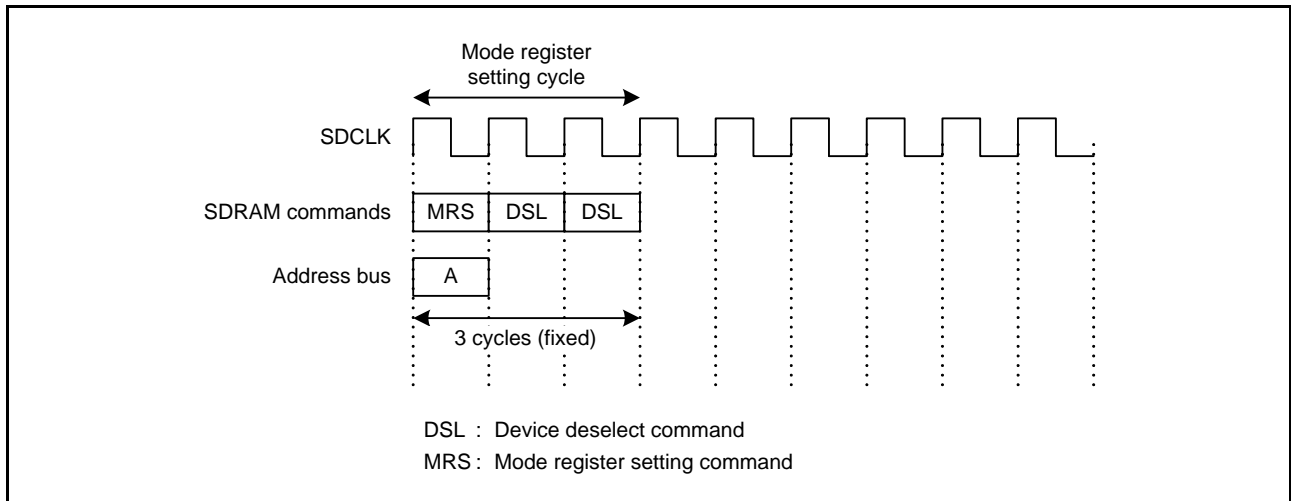 Mode register
setting cycle
SDCLK
SDRAM commands MRS DSL DSL
Address bus A
3 cycles (fixed)
DSL : Device deselect command
MRS : Mode register setting command